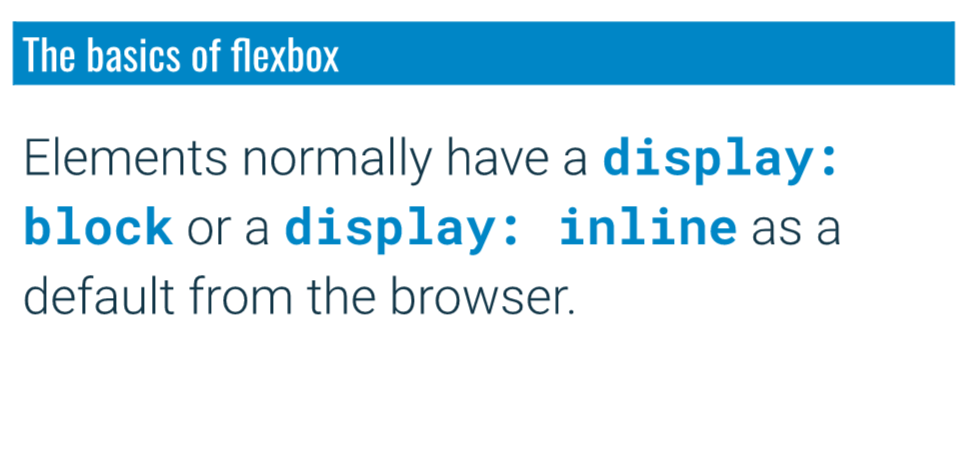 The basics of flexbox
Elements normally have a display:
block or a display: inline as a
default from the browser.